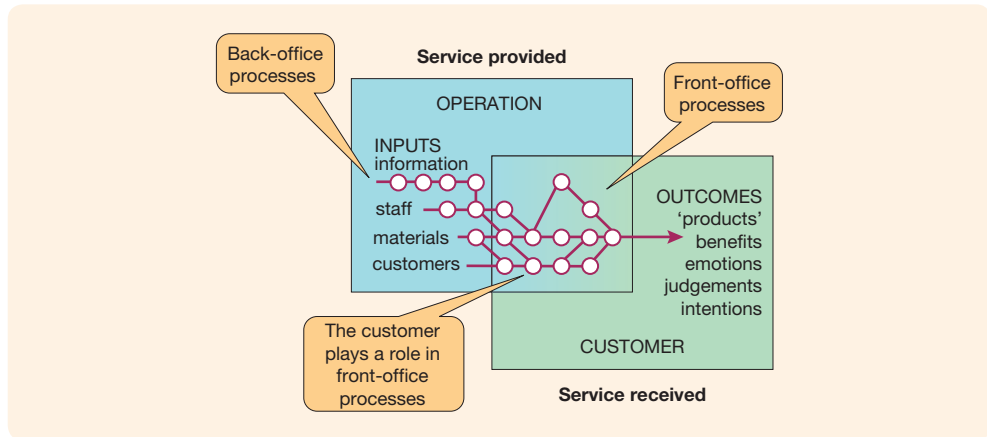 Back-office
processes
Service provided
Front-office
processes
OPERATION
INPUTS
information
staff
materials
customers
OUTCOMES
'products'
benefits
emotions
judgements
intentions
The customer
plays a role in
front-office
processes
CUSTOMER
Service received